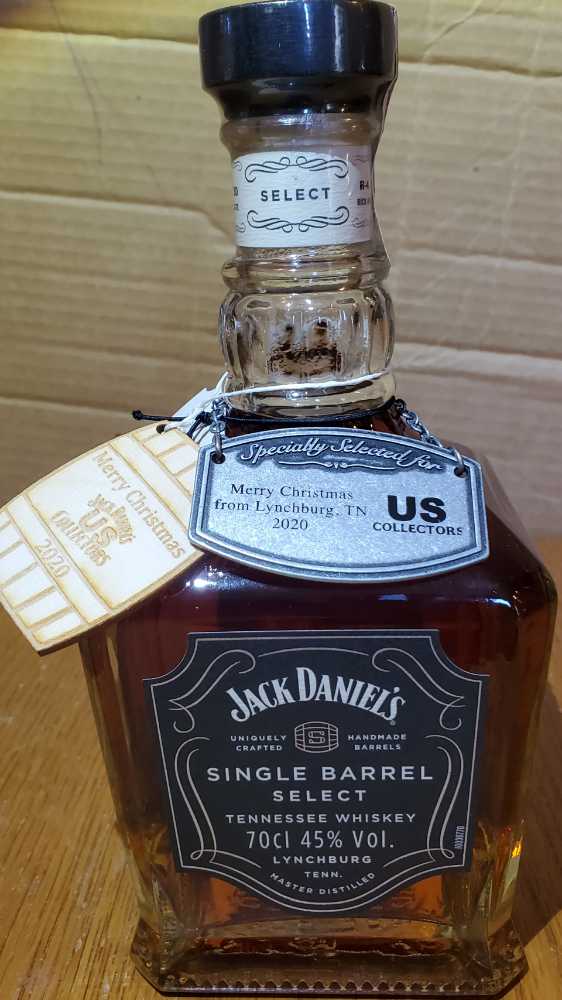 SELECT
R-4
Specially Selected for
Merry Christmas
from Lynchburg, TN
2020
US
COLLECTORS
Merry Christmas
JACK DANIEL'S
US
COLLECTORS
2020
JACK DANIEL'S
UNIQUELY
CRAFTED
S
HANDMADE
BARRELS
SINGLE BARREL
SELECT
TENNESSEE WHISKEY
70cl 45% Vol.
LYNCHBURG
TENN.
MASTER DISTILLED